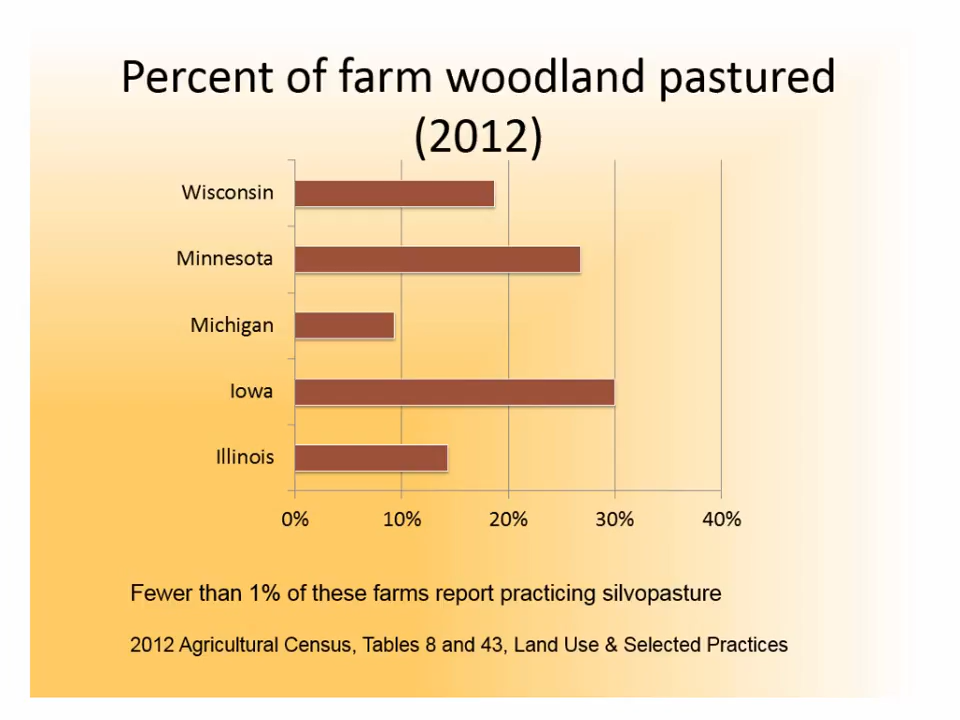 Percent of farm woodland pastured
(2012)
Wisconsin
Minnesota
Michigan
Iowa
Illinois
0% 10% 20% 30% 40%
Fewer than 1% of these farms report practicing silvopasture
2012 Agricultural Census, Tables 8 and 43, Land Use & Selected Practices